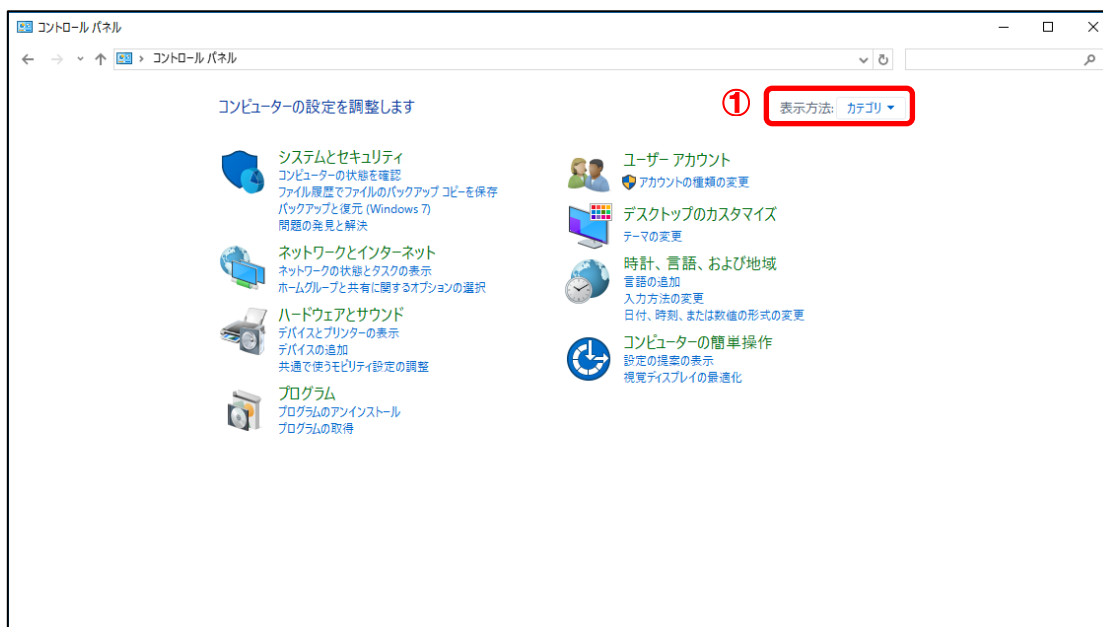 コントロール パネル
コントロール パネル
コンピューターの設定を調整します
①
表示方法: カテゴリ
システムとセキュリティ
コンピューターの状態を確認
ファイル履歴でファイルのバックアップ コピーを保存
バックアップと復元 (Windows 7)
問題の発見と解決
ネットワークとインターネット
ネットワークの状態とタスクの表示
ホームグループと共有に関するオプションの選択
ハードウェアとサウンド
デバイスとプリンターの表示
デバイスの追加
共通で使うモビリティ設定の調整
プログラム
プログラムのアンインストール
プログラムの取得
ユーザー アカウント
アカウントの種類の変更
デスクトップのカスタマイズ
テーマの変更
時計、言語、および地域
言語の追加
入力方法の変更
日付、時刻、または数値の形式の変更
コンピューターの簡単操作
設定の提案の表示
視覚ディスプレイの最適化